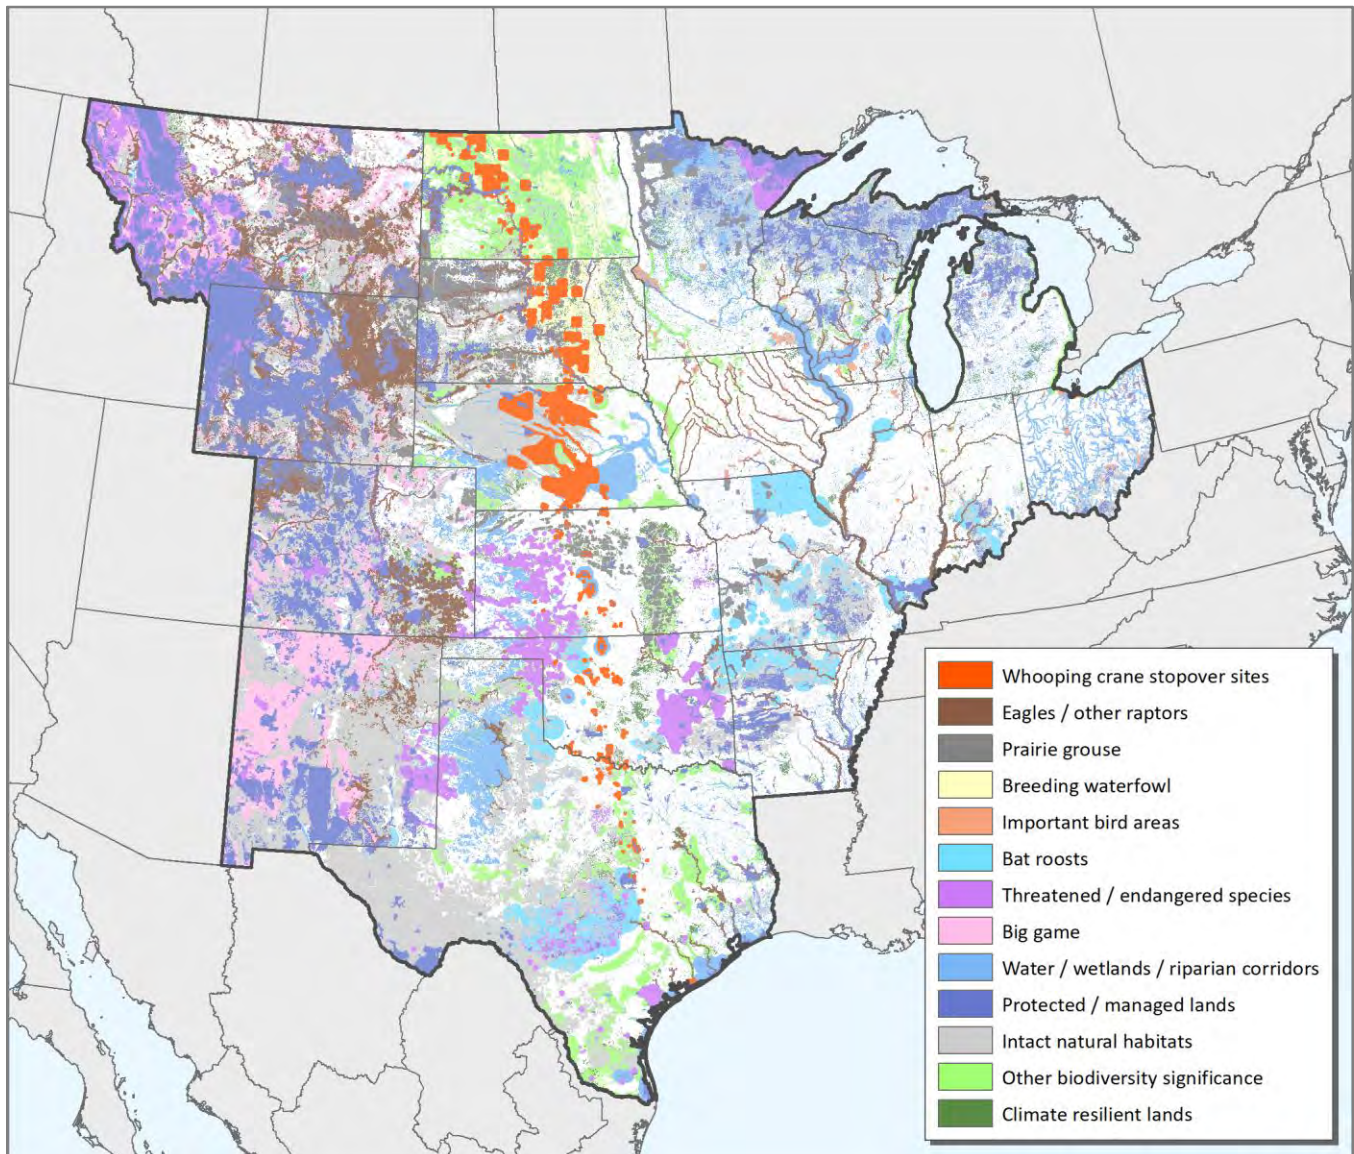 Whooping crane stopover sites
Eagles / other raptors
Prairie grouse
Breeding waterfowl
Important bird areas
Bat roosts
Threatened / endangered species
Big game
Water / wetlands / riparian corridors
Protected / managed lands
Intact natural habitats
Other biodiversity significance
Climate resilient lands